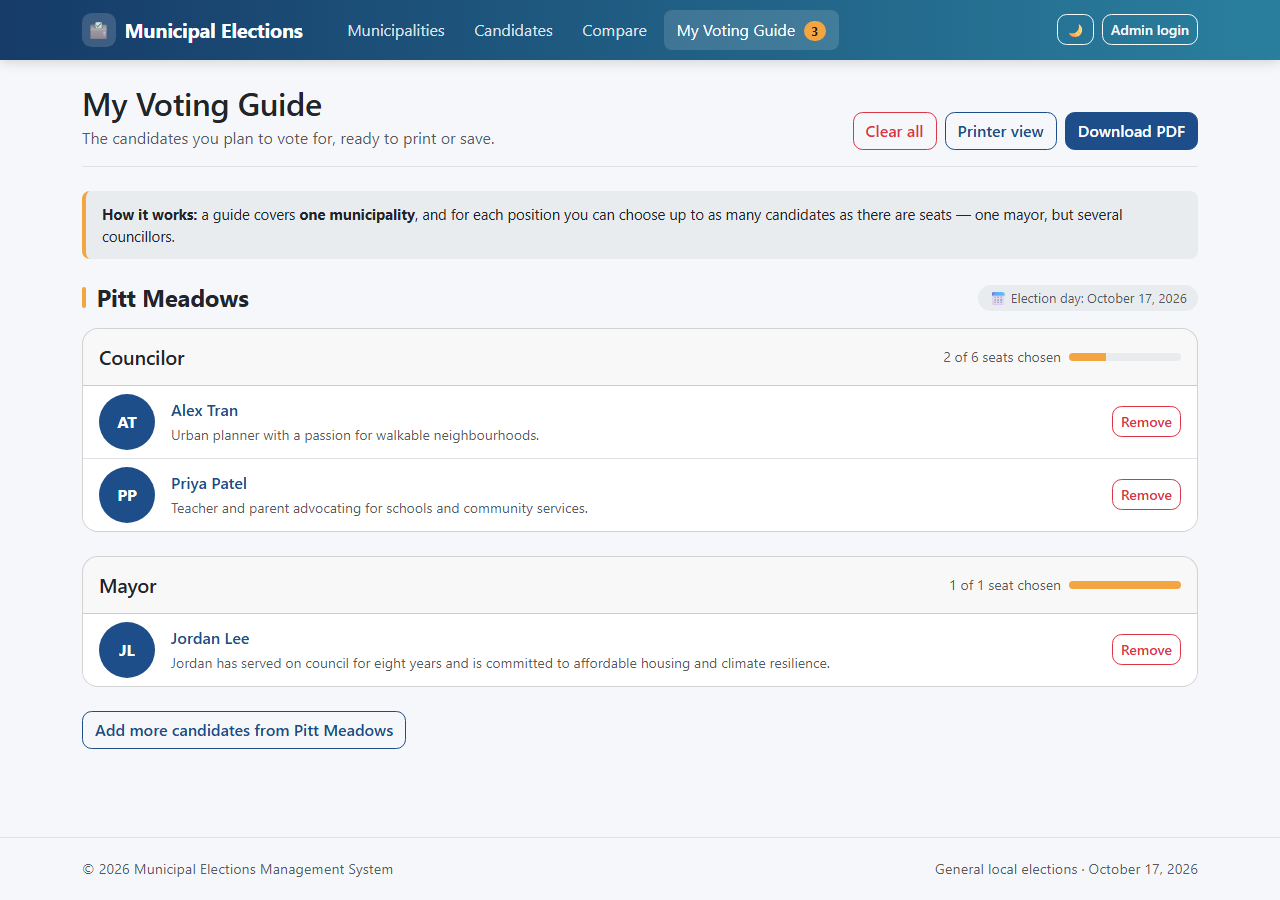 Municipal Elections
Municipalities
Candidates
Compare
My Voting Guide 3
Admin login
My Voting Guide
The candidates you plan to vote for, ready to print or save.
Clear all
Printer view
Download PDF
How it works: a guide covers one municipality, and for each position you can choose up to as many candidates as there are seats — one mayor, but several
councillors.
Pitt Meadows
Election day: October 17, 2026
Councilor
2 of 6 seats chosen
AT
Alex Tran
Urban planner with a passion for walkable neighbourhoods.
Remove
PP
Priya Patel
Teacher and parent advocating for schools and community services.
Remove
Mayor
1 of 1 seat chosen
JL
Jordan Lee
Jordan has served on council for eight years and is committed to affordable housing and climate resilience.
Remove
Add more candidates from Pitt Meadows
© 2026 Municipal Elections Management System
General local elections · October 17, 2026